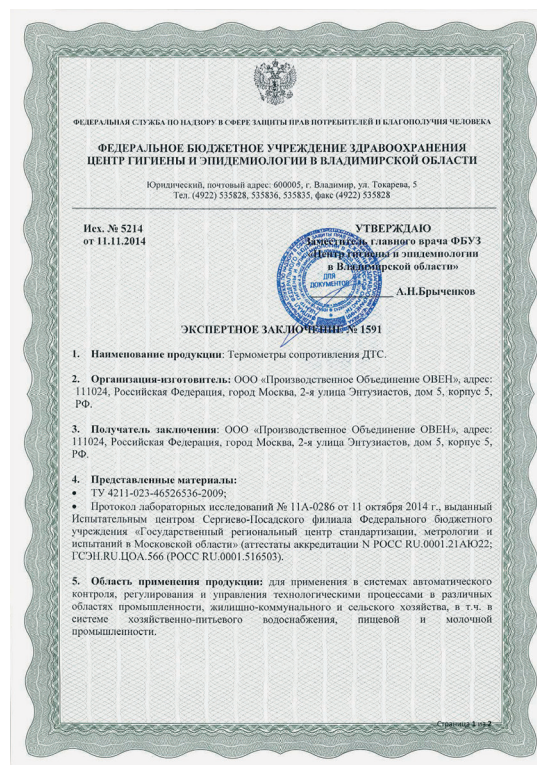 ФЕДЕРАЛЬНАЯ СЛУЖБА ПО НАДЗОРУ В СФЕРЕ ЗАЩИТЫ ПРАВ ПОТРЕБИТЕЛЕЙ И БЛАГОПОЛУЧИЯ ЧЕЛОВЕКА
ФЕДЕРАЛЬНОЕ БЮДЖЕТНОЕ УЧРЕЖДЕНИЕ ЗДРАВООХРАНЕНИЯ
ЦЕНТР ГИГИЕНЫ И ЭПИДЕМИОЛОГИИ В ВЛАДИМИРСКОЙ ОБЛАСТИ
Юридический, почтовый адрес: 600005, г. Владимир, ул. Токарева, 5
Тел. (4922) 535828, 535836, 535835, факс (4922) 535828
Исх. № 5214
от 11.11.2014
УТВЕРЖДАЮ
Заместитель главного врача ФБУЗ
«Центр гигиены и эпидемиологии
в Владимирской области»
А.Н.Брыченков
ДЛЯ
ДОКУМЕНТОВ
ЭКСПЕРТНОЕ ЗАКЛЮЧЕНИЕ № 1591
1. Наименование продукции: Термометры сопротивления ДТС.
2. Организация-изготовитель: ООО «Производственное Объединение ОВЕН», адрес:
111024, Российская Федерация, город Москва, 2-я улица Энтузиастов, дом 5, корпус 5,
РФ.
3. Получатель заключения: ООО «Производственное Объединение ОВЕН», адрес:
111024, Российская Федерация, город Москва, 2-я улица Энтузиастов, дом 5, корпус 5,
РФ.
4. Представленные материалы:
• ТУ 4211-023-46526536-2009;
• Протокол лабораторных исследований № 11А-0286 от 11 октября 2014 г., выданный
Испытательным центром Сергиево-Посадского филиала Федерального бюджетного
учреждения «Государственный региональный центр стандартизации, метрологии и
испытаний в Московской области» (аттестаты аккредитации N РОСС RU.0001.21АЮ22;
ГСЭН.RU.ЦОА.566 (РОСС RU.0001.516503).
5. Область применения продукции: для применения в системах автоматического
контроля, регулирования и управления технологическими процессами в различных
областях промышленности, жилищно-коммунального и сельского хозяйства, в т.ч. в
системе хозяйственно-питьевого водоснабжения, пищевой и молочной
промышленности.
Страница 1 из 2